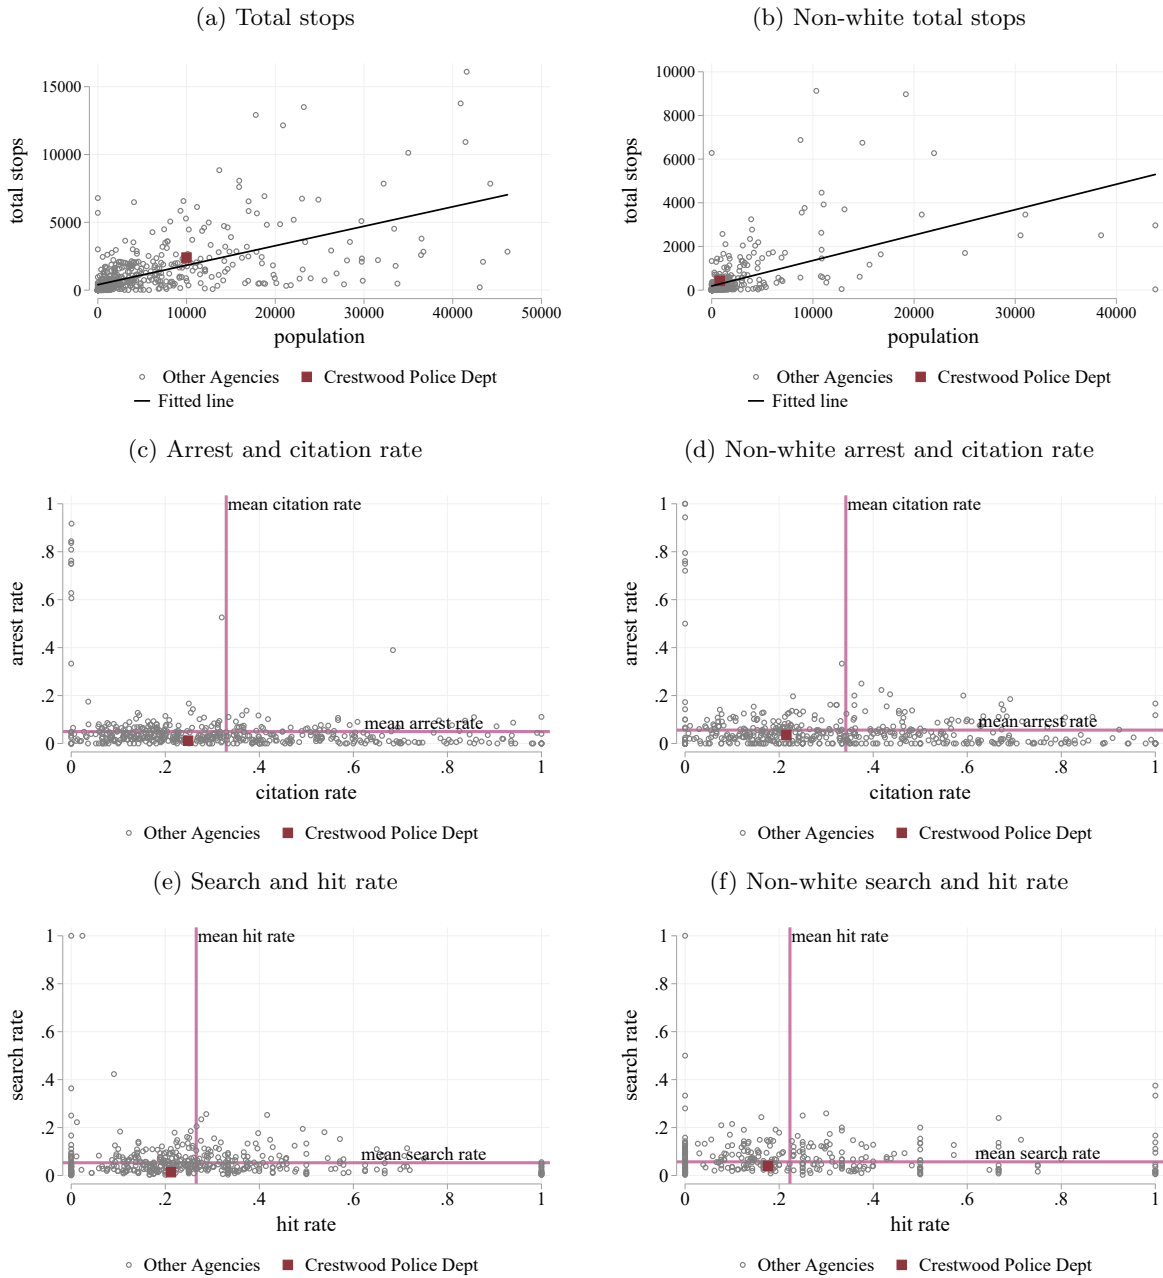 (a) Total stops
(b) Non-white total stops
total stops
15000
10000
5000
0
0 10000 20000 30000 40000 50000
population
○ Other Agencies ■ Crestwood Police Dept
— Fitted line
total stops
10000
8000
6000
4000
2000
0
0 10000 20000 30000 40000
population
○ Other Agencies ■ Crestwood Police Dept
— Fitted line
(c) Arrest and citation rate
(d) Non-white arrest and citation rate
arrest rate
1
.8
.6
.4
.2
0
mean citation rate
mean arrest rate
0 .2 .4 .6 .8 1
citation rate
○ Other Agencies ■ Crestwood Police Dept
arrest rate
1
.8
.6
.4
.2
0
mean citation rate
mean arrest rate
0 .2 .4 .6 .8 1
citation rate
○ Other Agencies ■ Crestwood Police Dept
(e) Search and hit rate
(f) Non-white search and hit rate
search rate
1
.8
.6
.4
.2
0
mean hit rate
mean search rate
0 .2 .4 .6 .8 1
hit rate
○ Other Agencies ■ Crestwood Police Dept
search rate
1
.8
.6
.4
.2
0
mean hit rate
mean search rate
0 .2 .4 .6 .8 1
hit rate
○ Other Agencies ■ Crestwood Police Dept